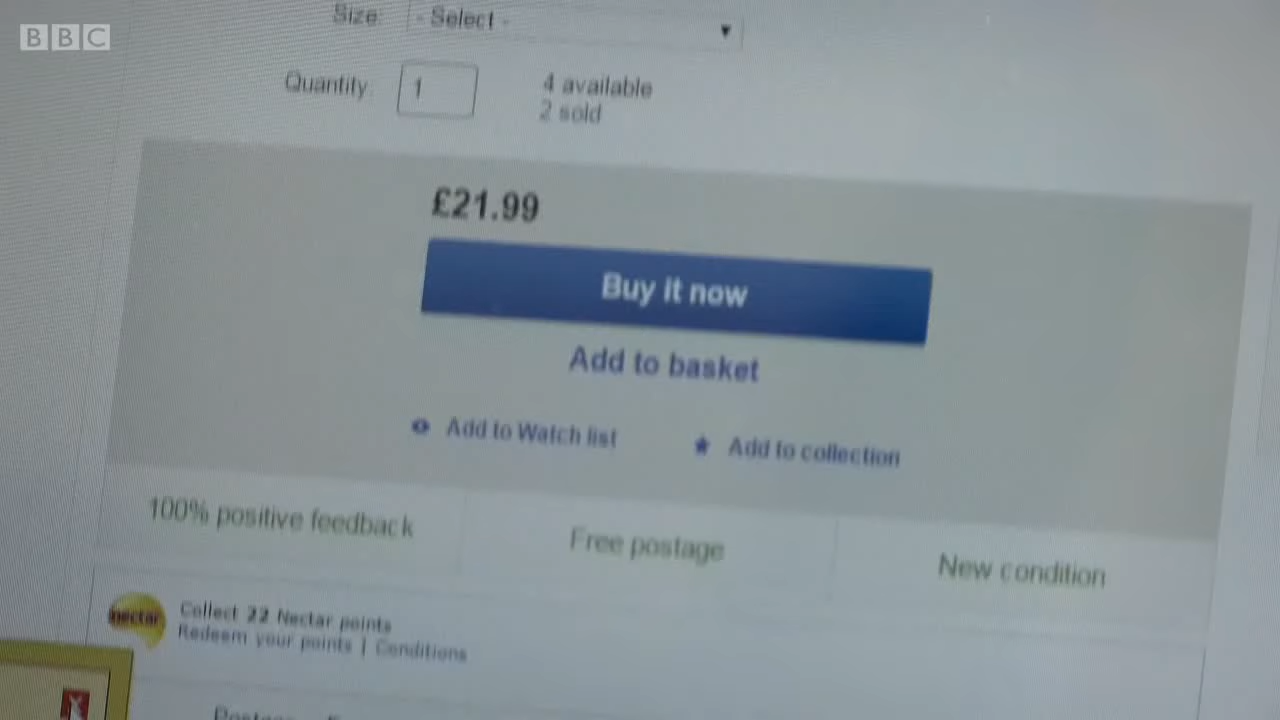 BBC
Size: - Select -
Quantity 1 4 available
2 sold
£21.99
Buy it now
Add to basket
Add to Watch list Add to collection
100% positive feedback Free postage New condition
nectar Collect 22 Nectar points
Redeem your points | Conditions